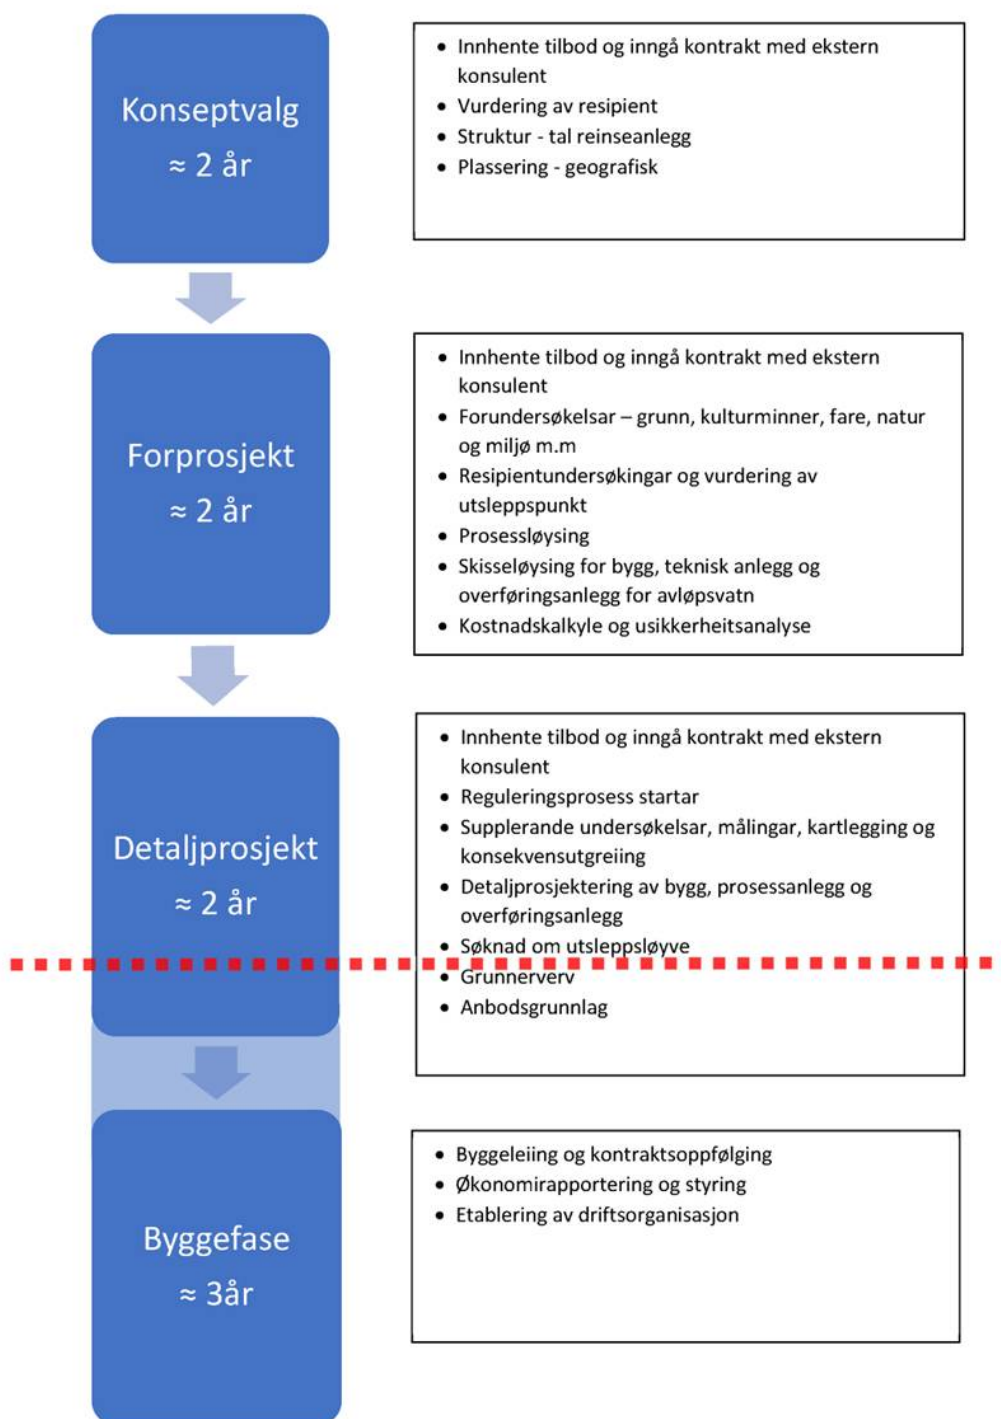 Konseptvalg
≈ 2 år
• Innhente tilbod og inngå kontrakt med ekstern
konsulent
• Vurdering av resipient
• Struktur - tal reinseanlegg
• Plassering - geografisk
Forprosjekt
≈ 2 år
• Innhente tilbod og inngå kontrakt med ekstern
konsulent
• Forundersøkelsar – grunn, kulturminner, fare, natur
og miljø m.m
• Resipientundersøkingar og vurdering av
utsleppspunkt
• Prosessløysing
• Skisseløysing for bygg, teknisk anlegg og
overføringsanlegg for avløpsvatn
• Kostnadskalkyle og usikkerheitsanalyse
Detaljprosjekt
≈ 2 år
• Innhente tilbod og inngå kontrakt med ekstern
konsulent
• Reguleringsprosess startar
• Supplerande undersøkelsar, målingar, kartlegging og
konsekvensutgreiing
• Detaljprosjektering av bygg, prosessanlegg og
overføringsanlegg
• Søknad om utsleppsløyve
• Grunnerverv
• Anbodsgrunnlag
Byggefase
≈ 3år
• Byggeleiing og kontraktsoppfølging
• Økonomirapportering og styring
• Etablering av driftsorganisasjon